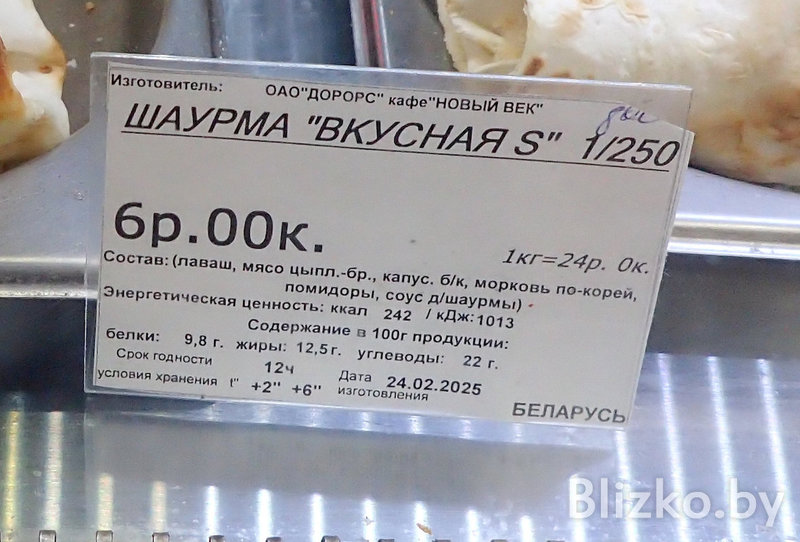 Изготовитель: ОАО"ДОРОРС" кафе"НОВЫЙ ВЕК"
ШАУРМА "ВКУСНАЯ S" 1/250
6р.00к.
1кг=24р. 0к.
Состав: (лаваш, мясо цыпл.-бр., капус. б/к, морковь по-корей,
помидоры, соус д/шаурмы)
Энергетическая ценность: ккал 242 / кДж:1013
Содержание в 100г продукции:
белки: 9,8 г. жиры: 12,5 г. углеводы: 22 г.
Срок годности 12ч Дата 24.02.2025
условия хранения (" +2" +6" изготовления
БЕЛАРУСЬ
Blizko.by